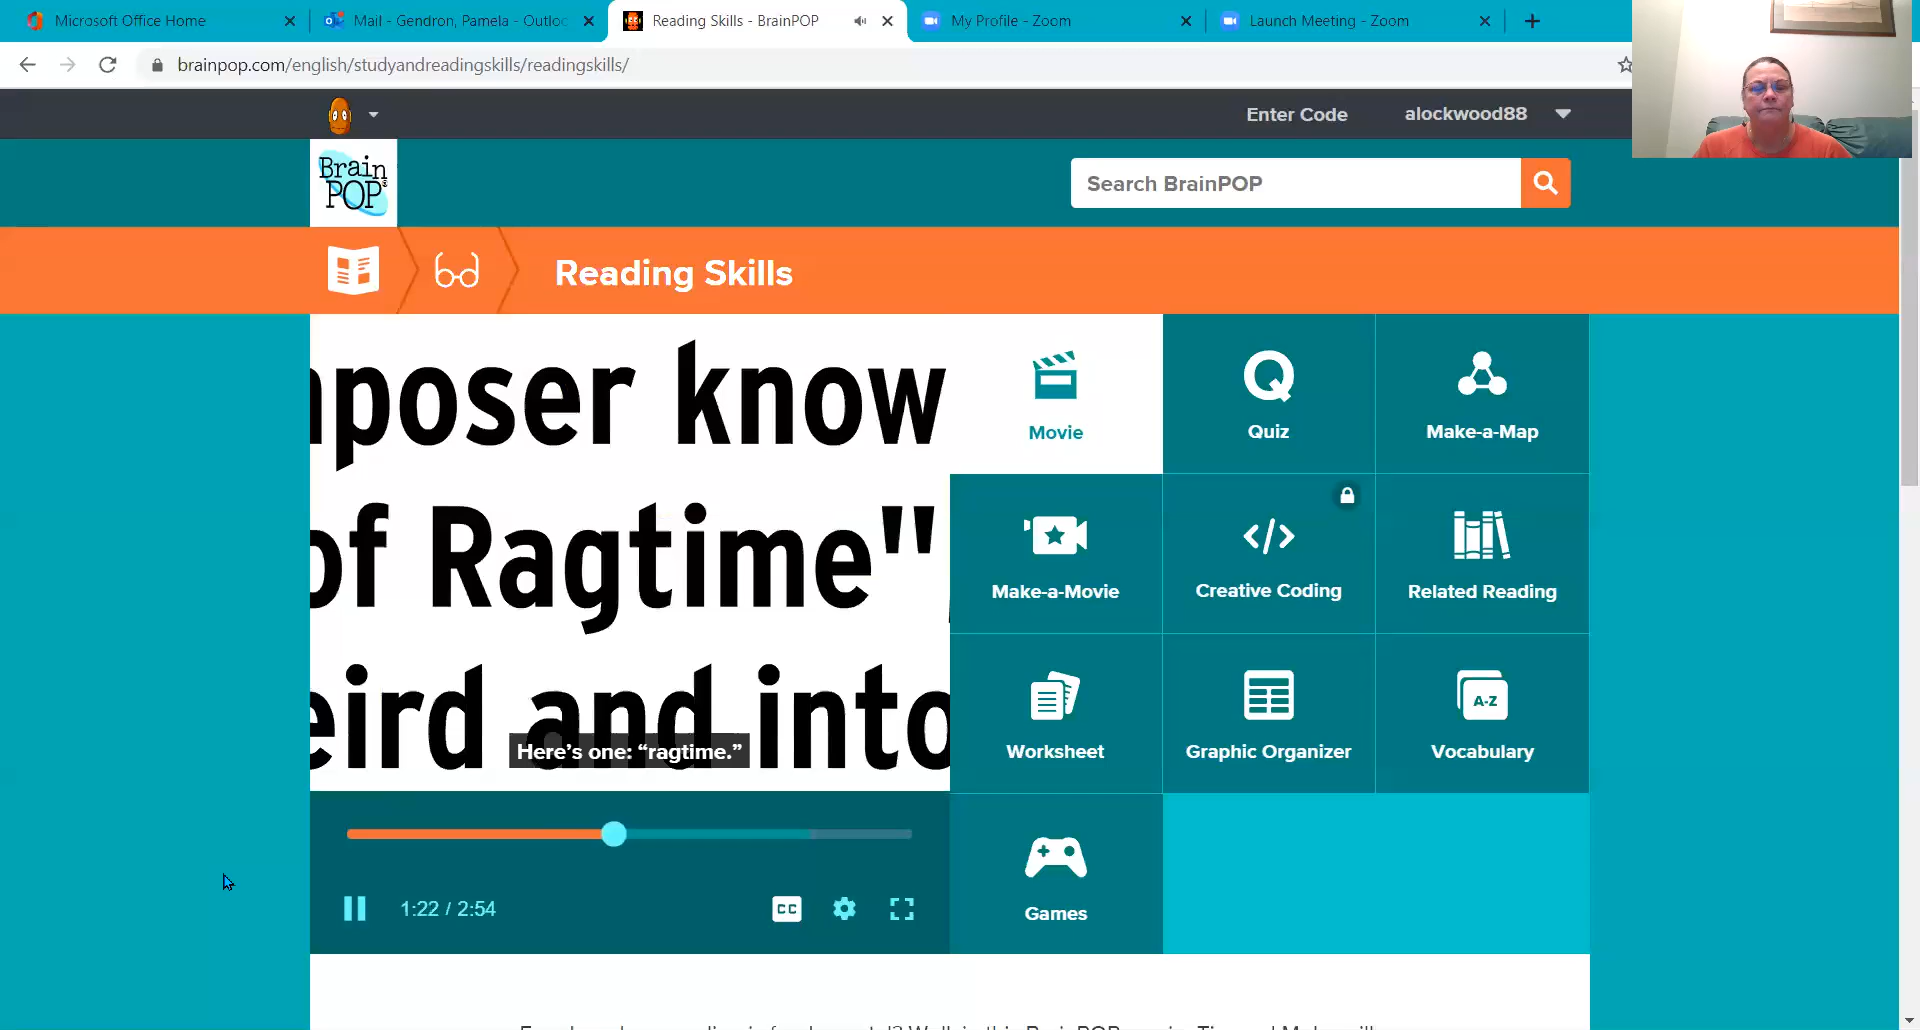 Microsoft Office Home
Mail - Gendron, Pamela - Outloo
Reading Skills - BrainPOP
My Profile - Zoom
Launch Meeting - Zoom
brainpop.com/english/studyandreadingskills/readingskills/
Enter Code
alockwood88
Brain
POP
Search BrainPOP
Reading Skills
poser know
of Ragtime"
eird and into
Here's one: "ragtime."
1:22 / 2:54
CC
Movie
Q
Quiz
Make-a-Map
Make-a-Movie
</>
Creative Coding
Related Reading
Worksheet
Graphic Organizer
A-Z
Vocabulary
Games